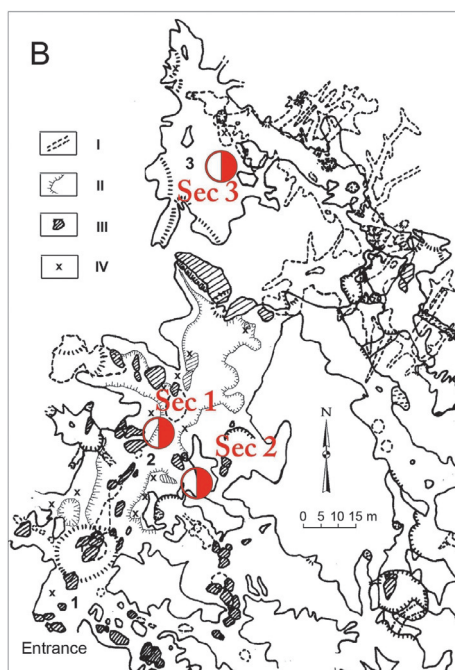 B
I
II
III
x IV
3
Sec 3
Sec 1
2
Sec 2
N
0 5 10 15 m
1
Entrance